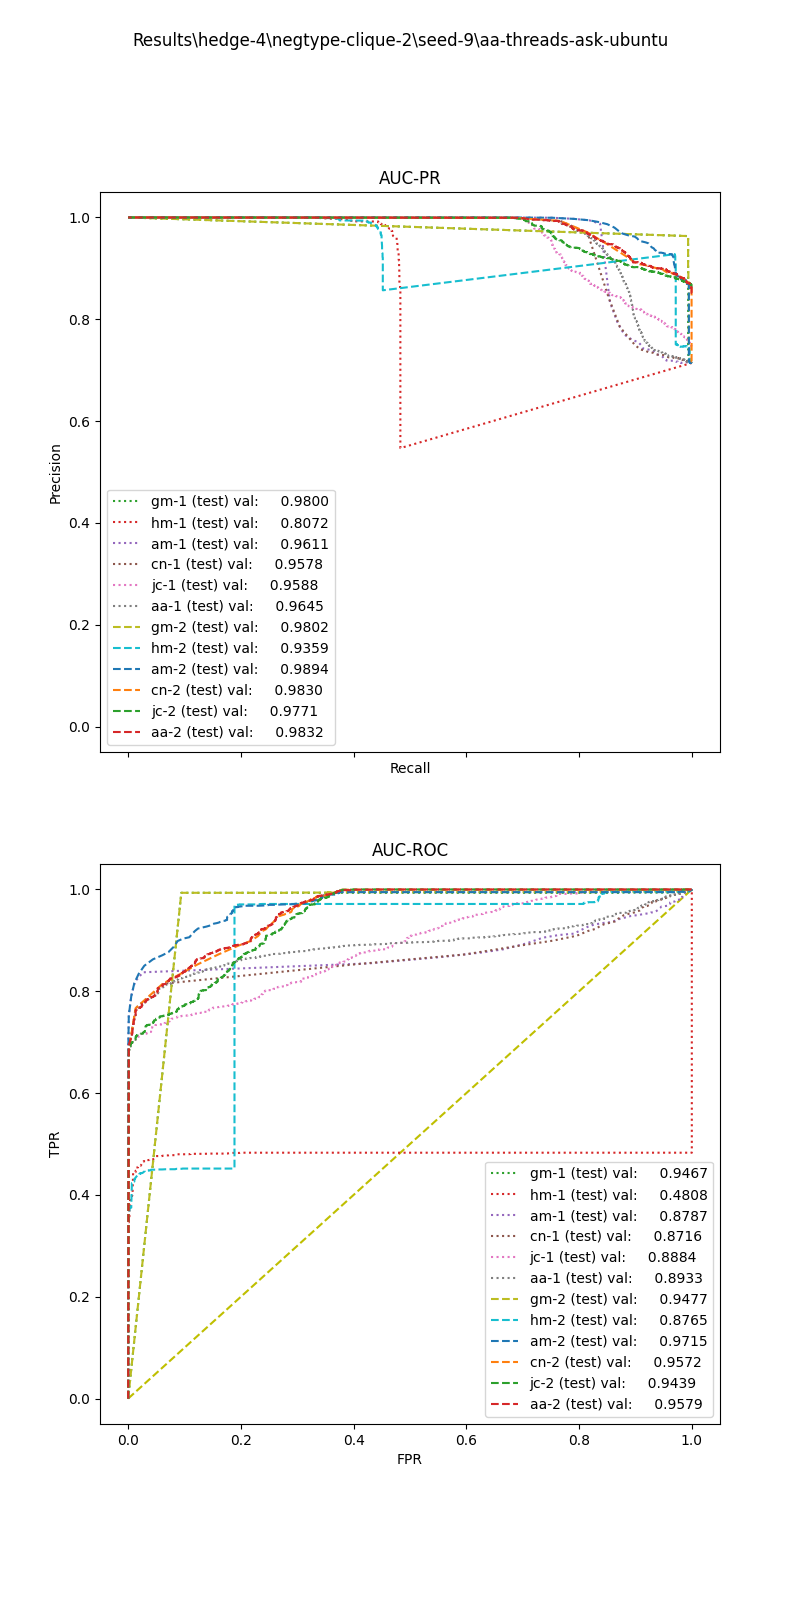 Results\hedge-4\negtype-clique-2\seed-9\aa-threads-ask-ubuntu
AUC-PR
1.0
0.8
0.6
0.4
0.2
0.0
Precision
gm-1 (test) val: 0.9800
hm-1 (test) val: 0.8072
am-1 (test) val: 0.9611
cn-1 (test) val: 0.9578
jc-1 (test) val: 0.9588
aa-1 (test) val: 0.9645
gm-2 (test) val: 0.9802
hm-2 (test) val: 0.9359
am-2 (test) val: 0.9894
cn-2 (test) val: 0.9830
jc-2 (test) val: 0.9771
aa-2 (test) val: 0.9832
Recall
AUC-ROC
1.0
0.8
0.6
0.4
0.2
0.0
TPR
gm-1 (test) val: 0.9467
hm-1 (test) val: 0.4808
am-1 (test) val: 0.8787
cn-1 (test) val: 0.8716
jc-1 (test) val: 0.8884
aa-1 (test) val: 0.8933
gm-2 (test) val: 0.9477
hm-2 (test) val: 0.8765
am-2 (test) val: 0.9715
cn-2 (test) val: 0.9572
jc-2 (test) val: 0.9439
aa-2 (test) val: 0.9579
0.0 0.2 0.4 0.6 0.8 1.0
FPR